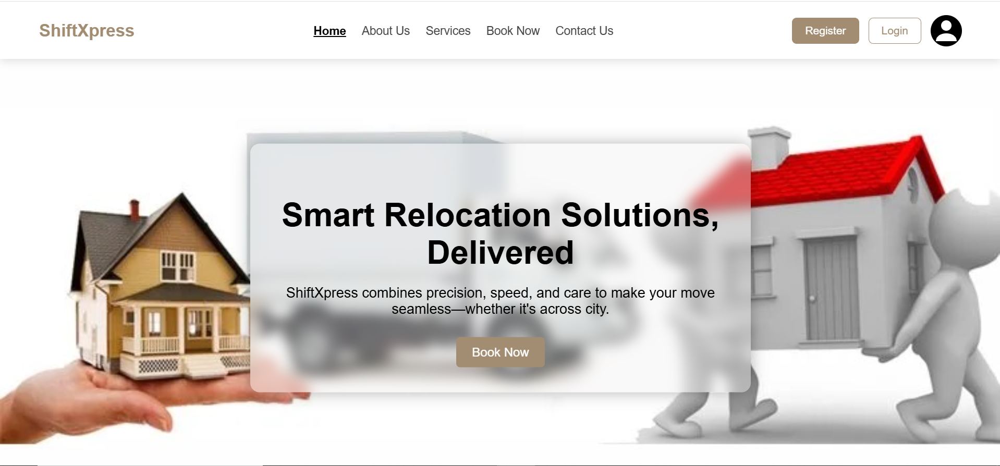 ShiftXpress
Home About Us Services Book Now Contact Us
Register Login
Smart Relocation Solutions,
Delivered
ShiftXpress combines precision, speed, and care to make your move
seamless—whether it's across city.
Book Now